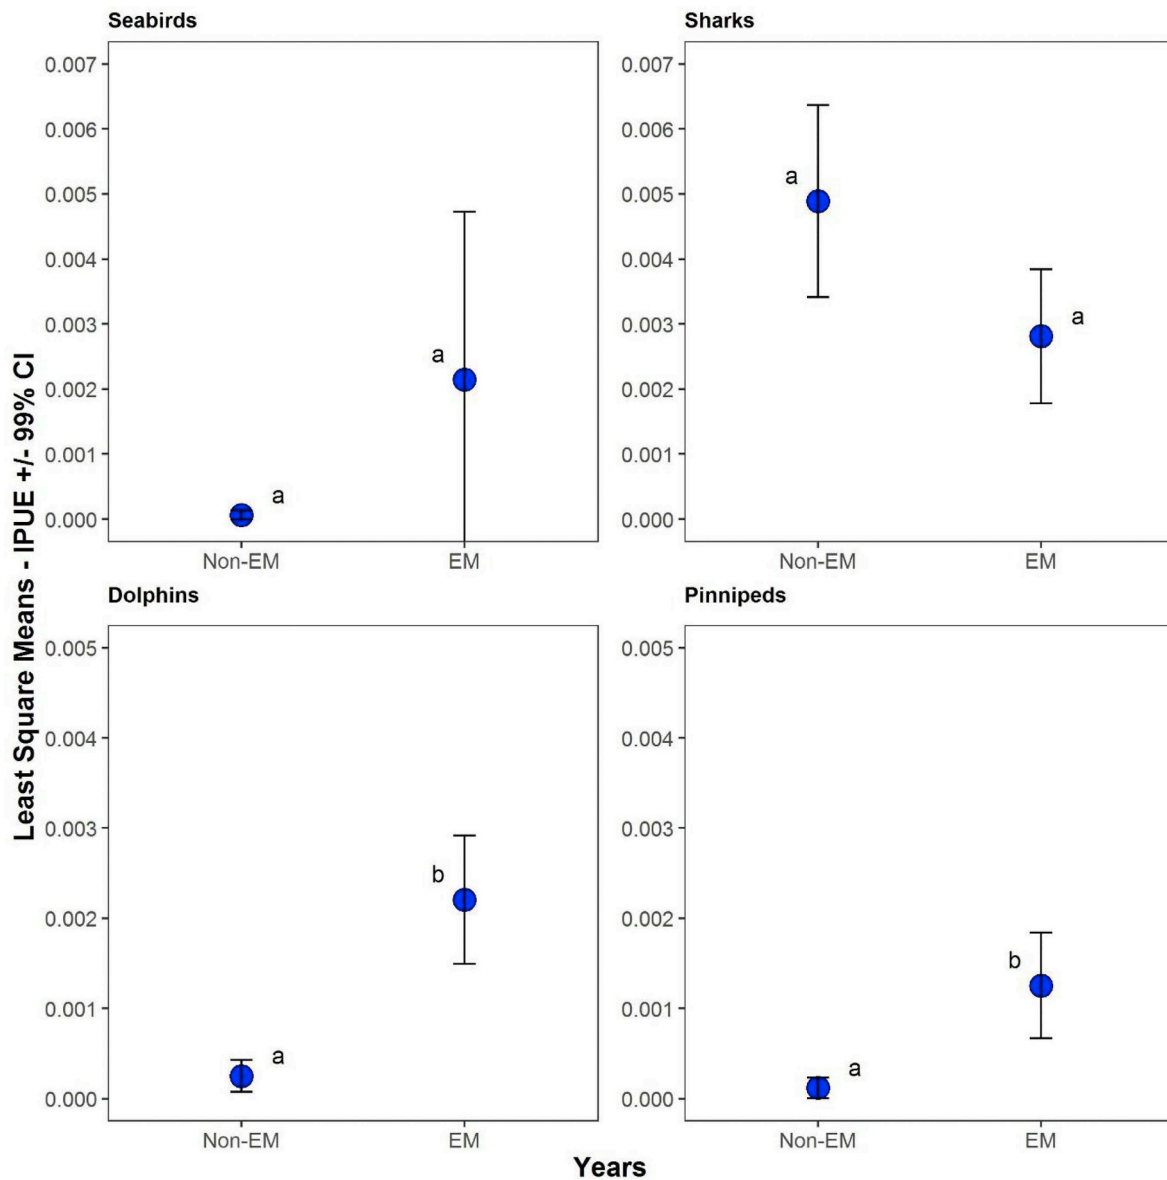 Seabirds
Sharks
0.007
0.006
0.005
0.004
0.003
0.002
0.001
0.000
a
a
Non-EM
EM
0.007
0.006
0.005
0.004
0.003
0.002
0.001
0.000
a
a
Non-EM
EM
Dolphins
Pinnipeds
0.005
0.004
0.003
0.002
0.001
0.000
b
a
Non-EM
EM
0.005
0.004
0.003
0.002
0.001
0.000
b
a
Non-EM
EM
Least Square Means - IPUE +/- 99% CI
Years